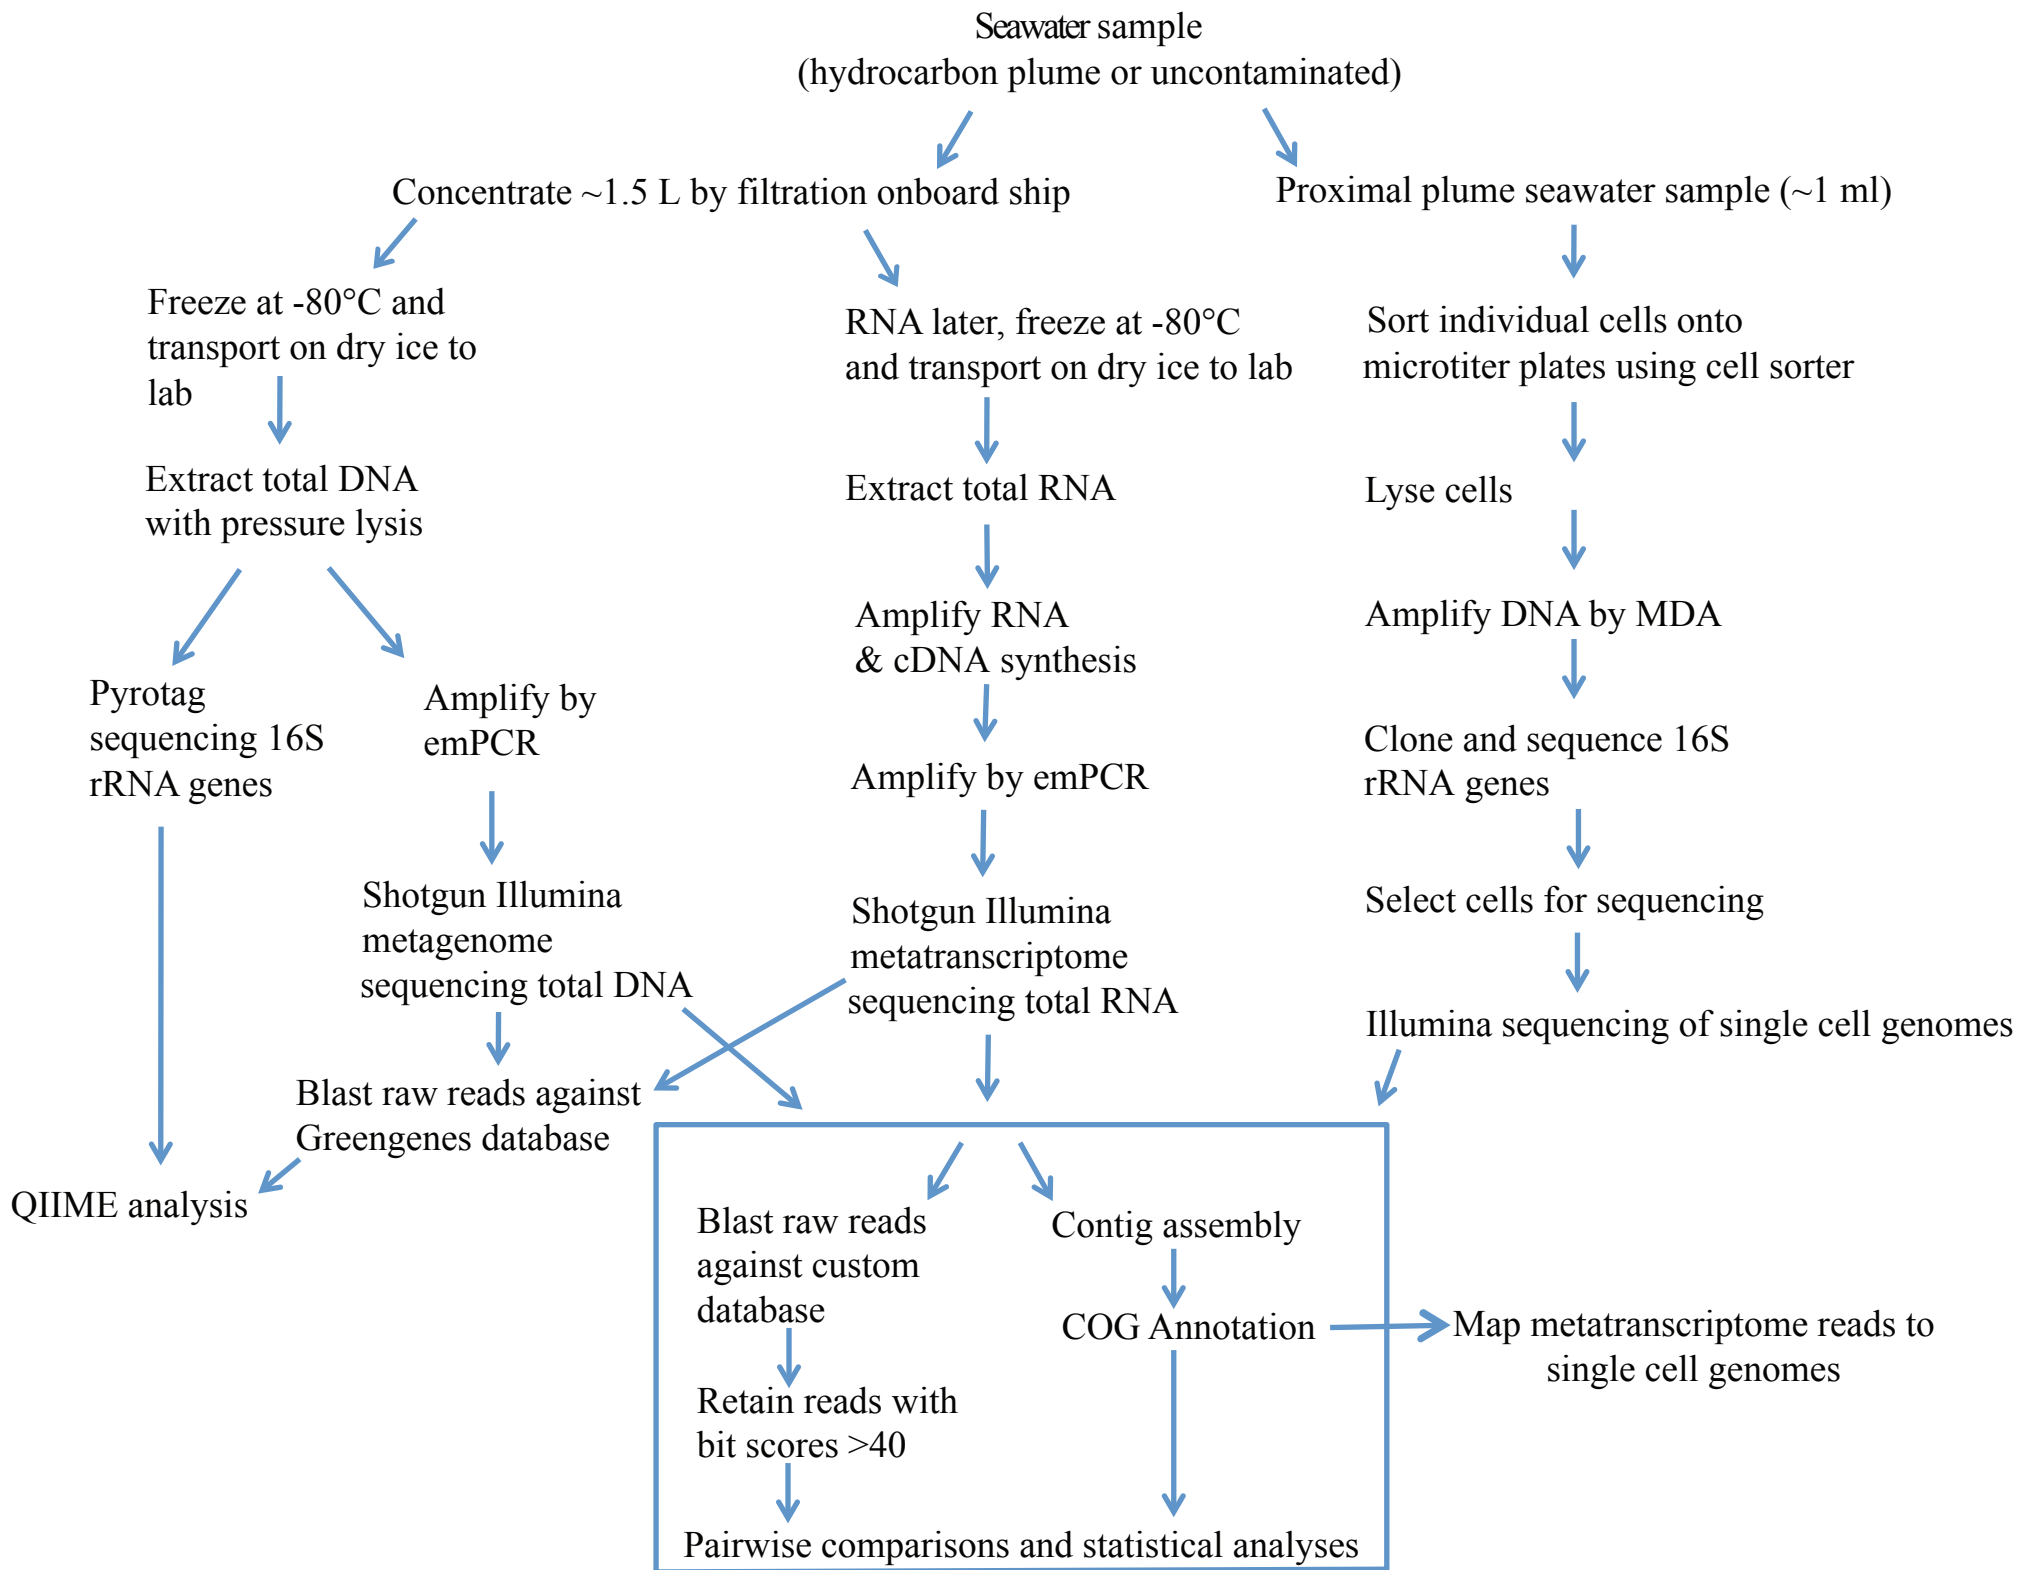 Seawater sample
(hydrocarbon plume or uncontaminated)
Concentrate ~1.5 L by filtration onboard ship
Proximal plume seawater sample (~1 ml)
Freeze at -80°C and
transport on dry ice to
lab
RNA later, freeze at -80°C
and transport on dry ice to lab
Sort individual cells onto
microtiter plates using cell sorter
Extract total DNA
with pressure lysis
Extract total RNA
Lyse cells
Amplify RNA
& cDNA synthesis
Amplify DNA by MDA
Pyrotag
sequencing 16S
rRNA genes
Amplify by
emPCR
Amplify by emPCR
Clone and sequence 16S
rRNA genes
Shotgun Illumina
metagenome
sequencing total DNA
Shotgun Illumina
metatranscriptome
sequencing total RNA
Select cells for sequencing
Illumina sequencing of single cell genomes
Blast raw reads against
Greengenes database
QIIME analysis
Blast raw reads
against custom
database
Contig assembly
COG Annotation
Map metatranscriptome reads to
single cell genomes
Retain reads with
bit scores >40
Pairwise comparisons and statistical analyses